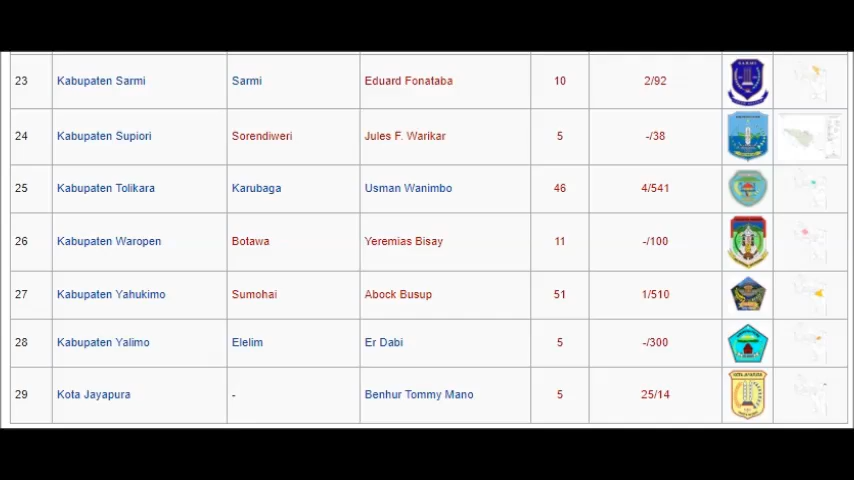 23 Kabupaten Sarmi Sarmi Eduard Fonataba 10 2/92
SARMI
24 Kabupaten Supiori Sorendiweri Jules F. Warikar 5 -/38
25 Kabupaten Tolikara Karubaga Usman Wanimbo 46 4/541
26 Kabupaten Waropen Botawa Yeremias Bisay 11 -/100
27 Kabupaten Yahukimo Sumohai Abock Busup 51 1/510
28 Kabupaten Yalimo Elelim Er Dabi 5 -/300
29 Kota Jayapura - Benhur Tommy Mano 5 25/14
KOTA JAYAPURA